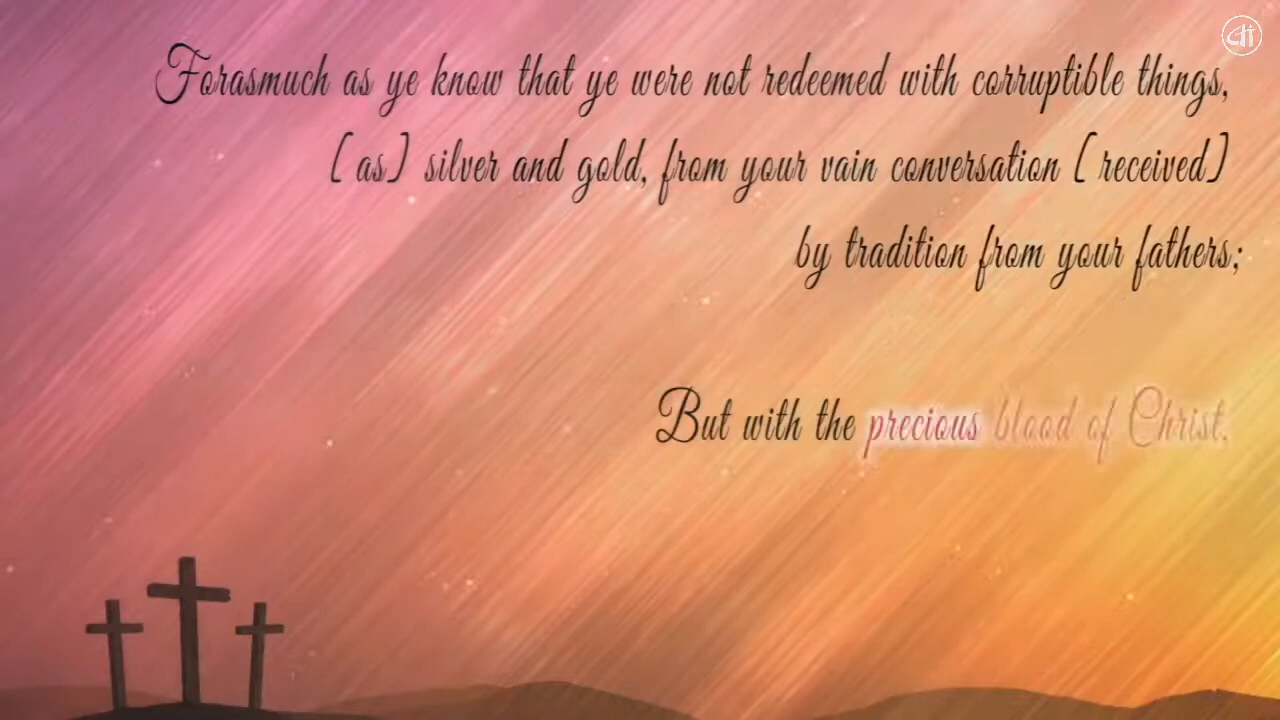 Forasmuch as ye know that ye were not redeemed with corruptible things,
[as] silver and gold, from your vain conversation [received]
by tradition from your fathers;
But with the precious blood of Christ.